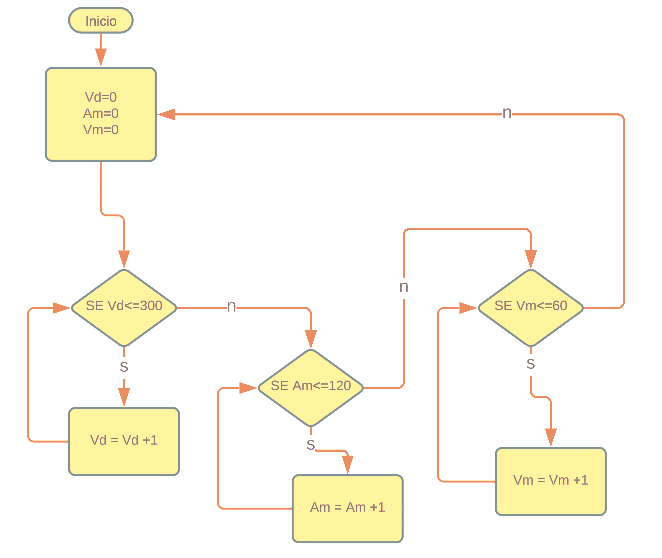 Inicio
Vd=0
Am=0
Vm=0
n
n
n
SE Vd<=300
SE Vm<=60
s
s
SE Am<=120
Vd = Vd +1
s
Vm = Vm +1
Am = Am +1